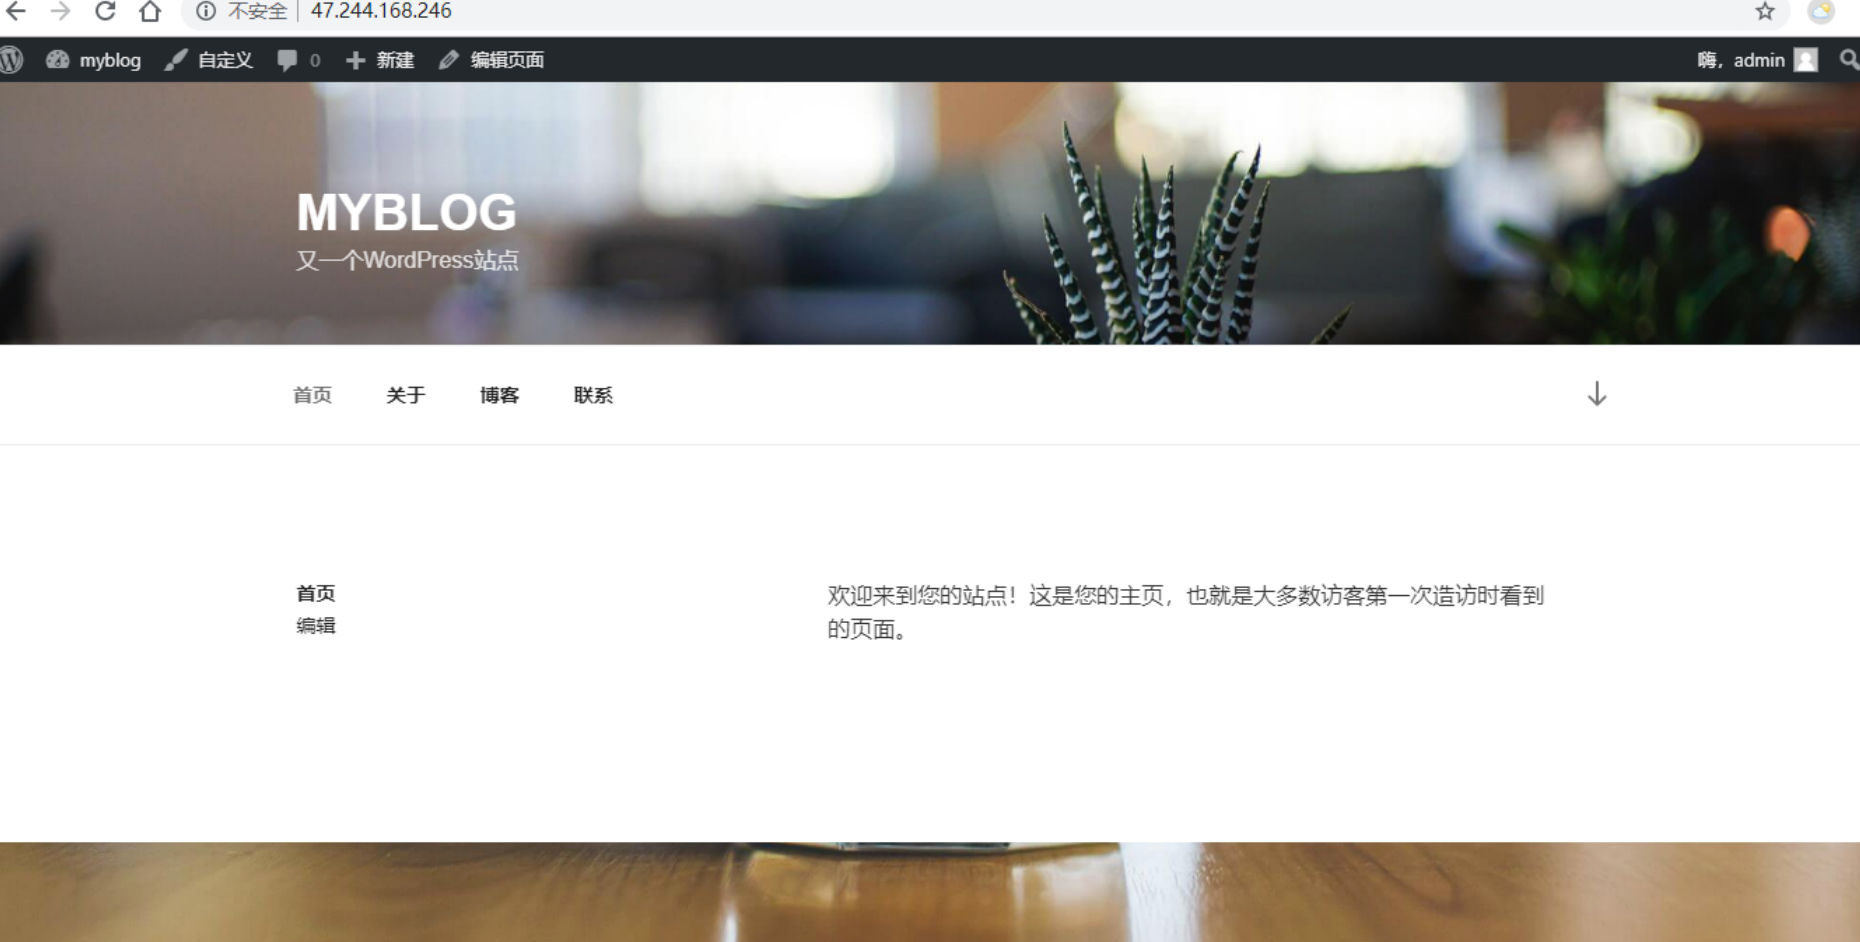 不安全 47.244.168.246
myblog 自定义 0 新建 编辑页面 嗨，admin
MYBLOG
又一个WordPress站点
首页 关于 博客 联系
首页
编辑
欢迎来到您的站点！这是您的主页，也就是大多数访客第一次造访时看到
的页面。